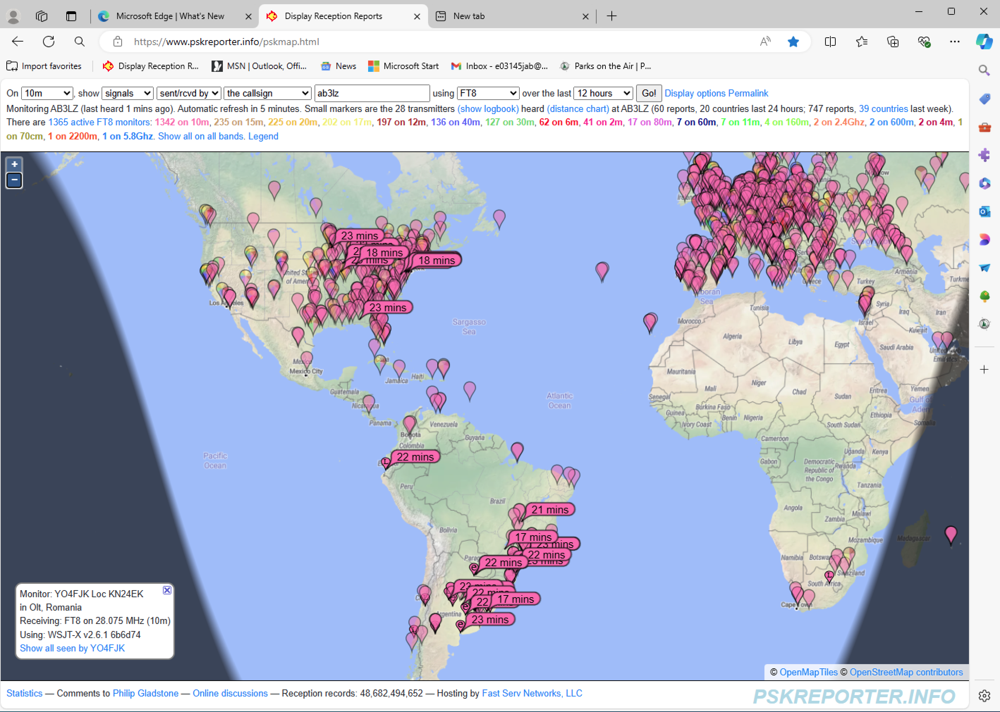 Microsoft Edge | What's New
Display Reception Reports
New tab
https://www.pskreporter.info/pskmap.html
Import favorites
Display Reception R...
MSN | Outlook, Offi...
News
Microsoft Start
Inbox - e03145jab@...
Parks on the Air | P...
On 10m , show signals sent/rcvd by the callsign ab3lz using FT8 over the last 12 hours Go! Display options Permalink
Monitoring AB3LZ (last heard 1 mins ago). Automatic refresh in 5 minutes. Small markers are the 28 transmitters (show logbook) heard (distance chart) at AB3LZ (60 reports, 20 countries last 24 hours; 747 reports, 39 countries last week).
There are 1365 active FT8 monitors: 1342 on 10m, 235 on 15m, 225 on 20m, 202 on 17m, 197 on 12m, 136 on 40m, 127 on 30m, 62 on 6m, 41 on 2m, 17 on 80m, 7 on 60m, 7 on 11m, 4 on 160m, 2 on 2.4Ghz, 2 on 600m, 2 on 4m, 1
on 70cm, 1 on 2200m, 1 on 5.8Ghz. Show all on all bands. Legend
+
−
23 mins
18 mins
18 mins
23 mins
United States
of America
Los Angeles
Sargasso
Sea
Mexico
Mexico City
Cuba
Jamaica
Haiti
Guatemala
Nicaragua
Panama
Venezuela
Bogota
Colombia
Guyana
22 mins
Pacific
Ocean
Atlantic
Ocean
Peru
Brazil
Bolivia
21 mins
17 mins
23 mins
22 mins
22 mins
23 mins
22 mins
22
17 mins
Argentina
23 mins
Turkey
Armenia
Greece
Syria
Iraq
Iran
Israel
Kuwait
Tunisia
Morocco
Algeria
Libya
Egypt
Saudi Arabia
United Arab
Emirates
Mauritania
Mali
Niger
Chad
Sudan
Eritrea
Yemen
Gulf of
Aden
Senegal
Burkina Faso
Guinea
Benin
Nigeria
Ivory Coast
Ethiopia
South Sudan
Somalia
Cameroon
Uganda
Kenya
Gabon
Democratic
Republic of
the Congo
Rwanda
Tanzania
Angola
Malawi
Zambia
Mozambique
Madagascar
Namibia
Botswana
Swaziland
South Africa
Cape Town
Monitor: YO4FJK Loc KN24EK
in Olt, Romania
Receiving: FT8 on 28.075 MHz (10m)
Using: WSJT-X v2.6.1 6b6d74
Show all seen by YO4FJK
© OpenMapTiles © OpenStreetMap contributors
Statistics — Comments to Philip Gladstone — Online discussions — Reception records: 48,682,494,652 — Hosting by Fast Serv Networks, LLC
PSKREPORTER.INFO